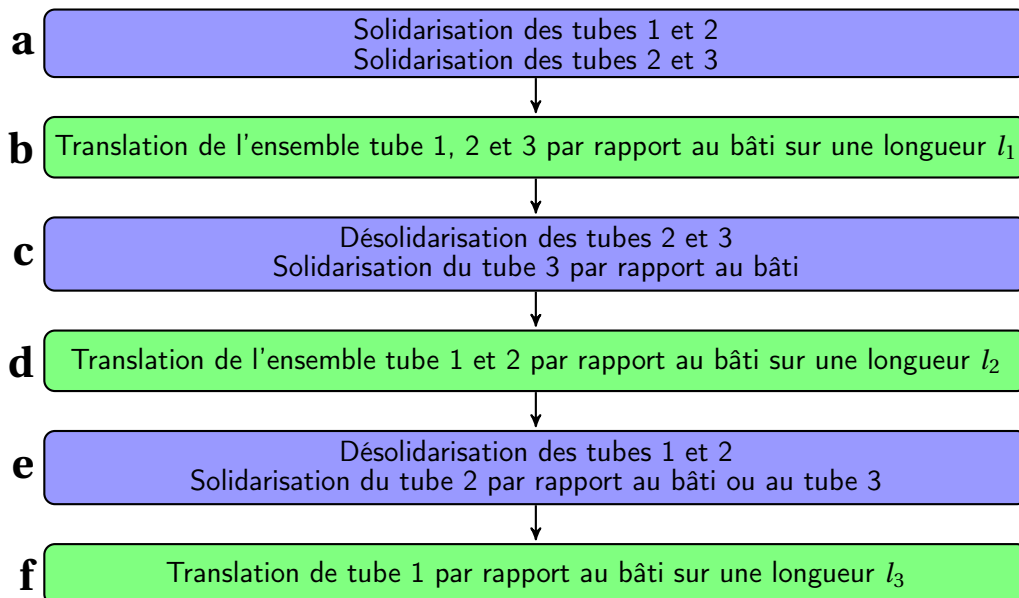 a
Solidarisation des tubes 1 et 2
Solidarisation des tubes 2 et 3
b
Translation de l'ensemble tube 1, 2 et 3 par rapport au bâti sur une longueur l₁
c
Désolidarisation des tubes 2 et 3
Solidarisation du tube 3 par rapport au bâti
d
Translation de l'ensemble tube 1 et 2 par rapport au bâti sur une longueur l₂
e
Désolidarisation des tubes 1 et 2
Solidarisation du tube 2 par rapport au bâti ou au tube 3
f
Translation de tube 1 par rapport au bâti sur une longueur l₃